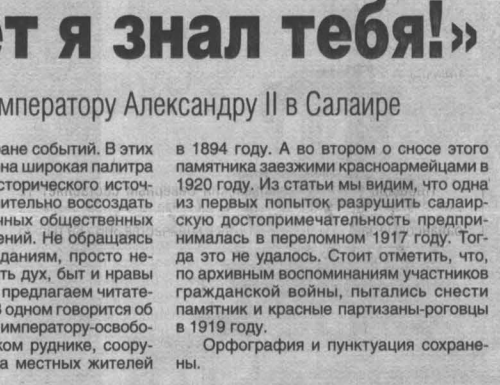 ет я знал тебя!»
мператору Александру II в Салаире
ане событий. В этих
на широкая палитра
сторического источ-
ительно воссоздать
чных общественных
ений. Не обращаясь
даниям, просто не-
ть дух, быт и нравы
предлагаем читате-
В одном говорится об
императору-освобо-
ком руднике, соору-
а местных жителей
в 1894 году. А во втором о сносе этого
памятника заезжими красноармейцами в
1920 году. Из статьи мы видим, что одна
из первых попыток разрушить салаир-
скую достопримечательность предпри-
нималась в переломном 1917 году. Тог-
да это не удалось. Стоит отметить, что,
по архивным воспоминаниям участников
гражданской войны, пытались снести
памятник и красные партизаны-роговцы
в 1919 году.
Орфография и пунктуация сохране-
ны.